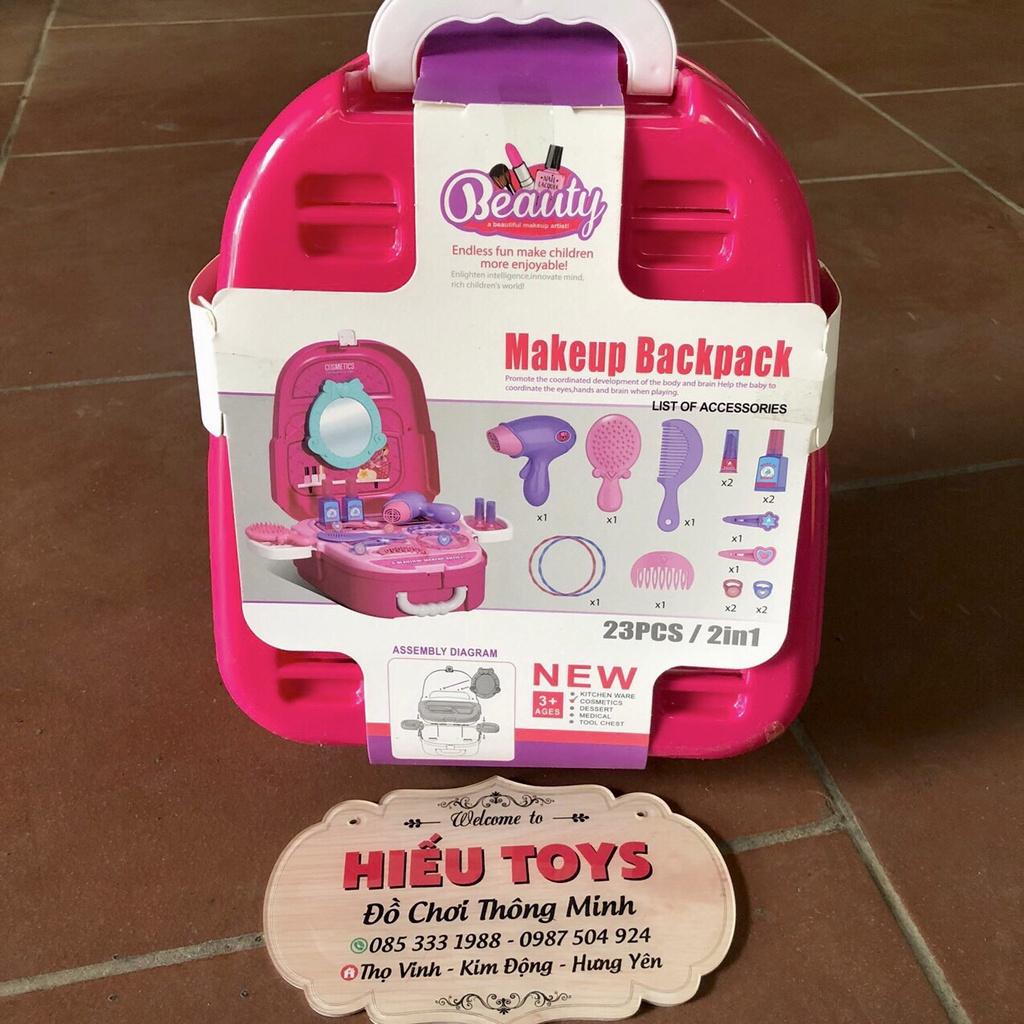 NAIL LACQUER
Beauty
a beautiful makeup artist!
Endless fun make children
more enjoyable!
Enlighten intelligence,innovate mind,
rich children's world!
Makeup Backpack
Promote the coordinated development of the body and brain Help the baby to
coordinate the eyes,hands and brain when playing.
LIST OF ACCESSORIES
COSMETICS
x1
x1
x1
x2
x2
x1
x1
x1
x1
x2
x2
23PCS / 2in1
ASSEMBLY DIAGRAM
NEW
3+
AGES
KITCHEN WARE
COSMETICS
DESSERT
MEDICAL
TOOL CHEST
Welcome to
HIẾU TOYS
Đồ Chơi Thông Minh
085 333 1988 - 0987 504 924
Thọ Vinh - Kim Động - Hưng Yên